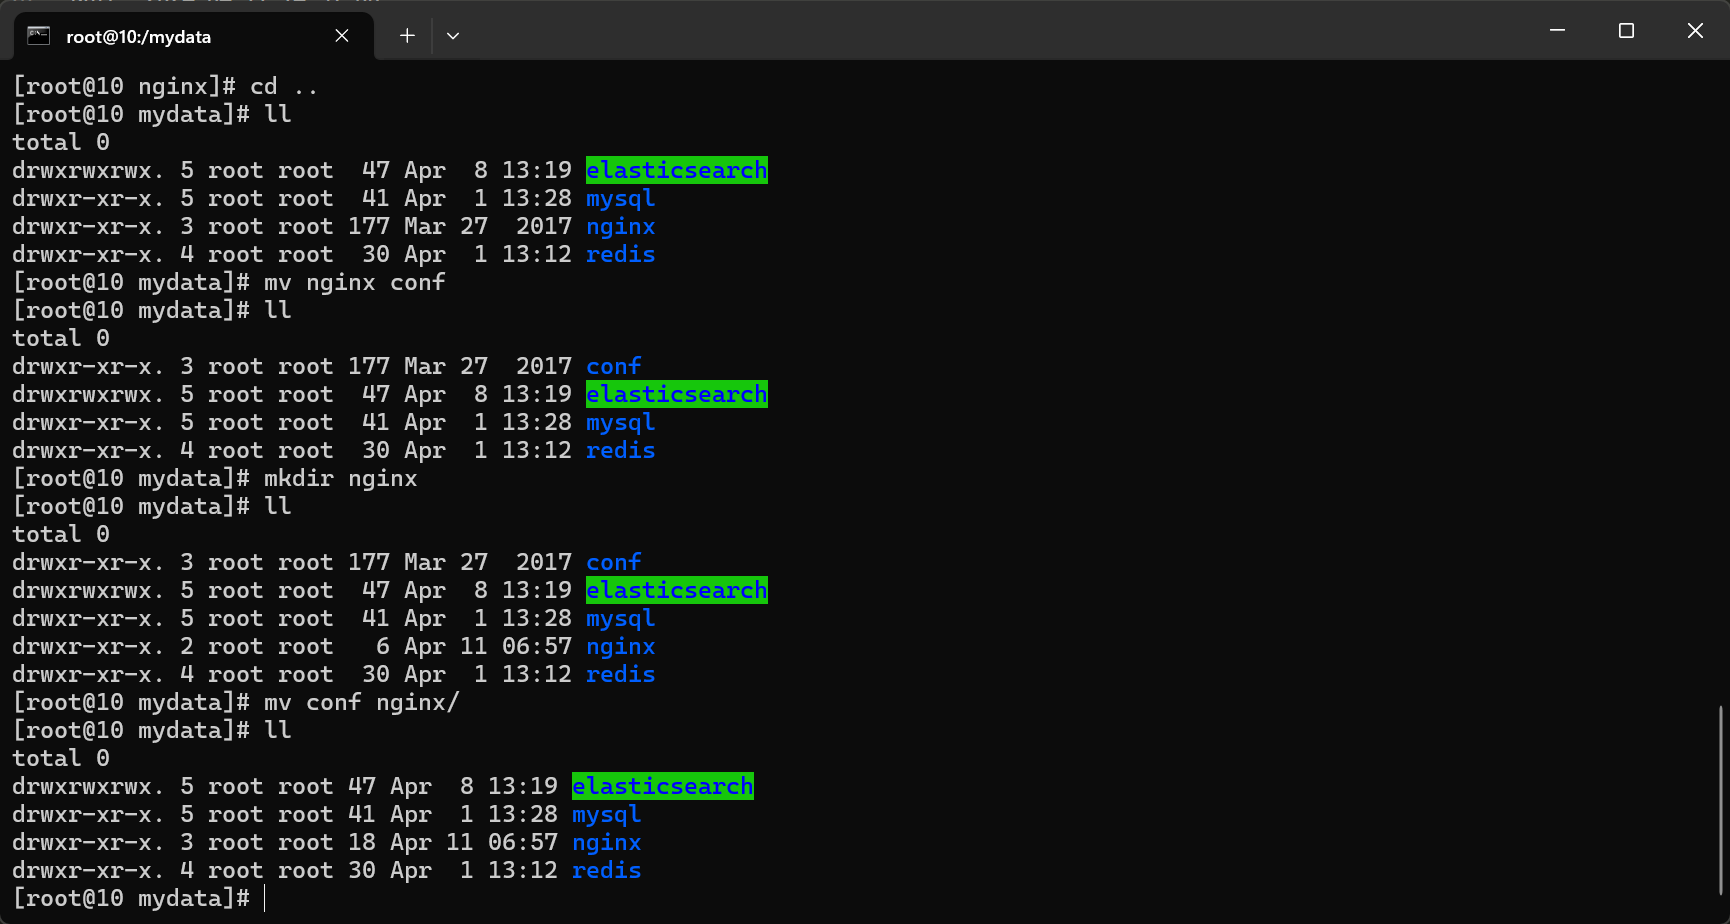 root@10:/mydata
[root@10 nginx]# cd ..
[root@10 mydata]# ll
total 0
drwxrwxrwx. 5 root root  47 Apr  8 13:19 elasticsearch
drwxr-xr-x. 5 root root  41 Apr  1 13:28 mysql
drwxr-xr-x. 3 root root 177 Mar 27  2017 nginx
drwxr-xr-x. 4 root root  30 Apr  1 13:12 redis
[root@10 mydata]# mv nginx conf
[root@10 mydata]# ll
total 0
drwxr-xr-x. 3 root root 177 Mar 27  2017 conf
drwxrwxrwx. 5 root root  47 Apr  8 13:19 elasticsearch
drwxr-xr-x. 5 root root  41 Apr  1 13:28 mysql
drwxr-xr-x. 4 root root  30 Apr  1 13:12 redis
[root@10 mydata]# mkdir nginx
[root@10 mydata]# ll
total 0
drwxr-xr-x. 3 root root 177 Mar 27  2017 conf
drwxrwxrwx. 5 root root  47 Apr  8 13:19 elasticsearch
drwxr-xr-x. 5 root root  41 Apr  1 13:28 mysql
drwxr-xr-x. 2 root root   6 Apr 11 06:57 nginx
drwxr-xr-x. 4 root root  30 Apr  1 13:12 redis
[root@10 mydata]# mv conf nginx/
[root@10 mydata]# ll
total 0
drwxrwxrwx. 5 root root 47 Apr  8 13:19 elasticsearch
drwxr-xr-x. 5 root root 41 Apr  1 13:28 mysql
drwxr-xr-x. 3 root root 18 Apr 11 06:57 nginx
drwxr-xr-x. 4 root root 30 Apr  1 13:12 redis
[root@10 mydata]#